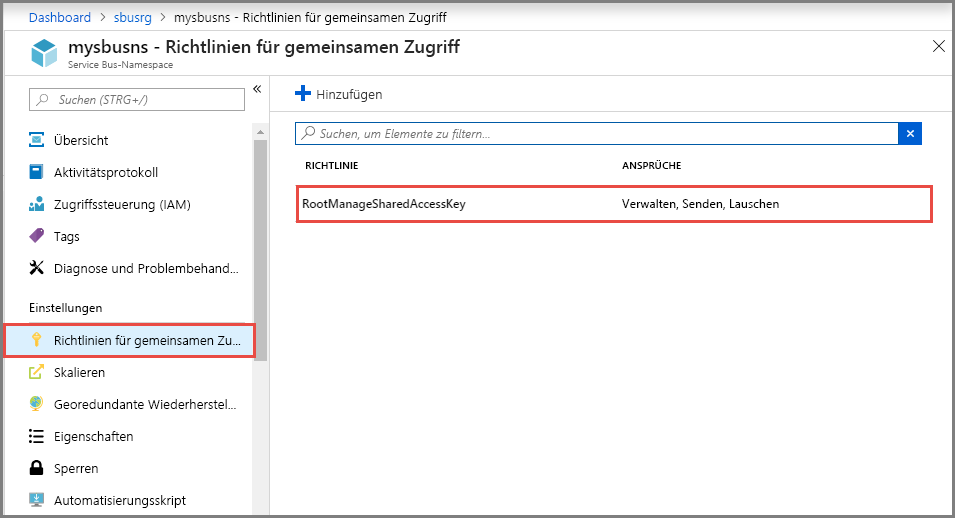 Dashboard > sbusrg > mysbusns - Richtlinien für gemeinsamen Zugriff
mysbusns - Richtlinien für gemeinsamen Zugriff
Service Bus-Namespace
Suchen (STRG+/)
Übersicht
Aktivitätsprotokoll
Zugriffssteuerung (IAM)
Tags
Diagnose und Problembehand...
Einstellungen
Richtlinien für gemeinsamen Zu...
Skalieren
Georedundante Wiederherstel...
Eigenschaften
Sperren
Automatisierungsskript
Hinzufügen
Suchen, um Elemente zu filtern...
RICHTLINIE ANSPRÜCHE
RootManageSharedAccessKey Verwalten, Senden, Lauschen